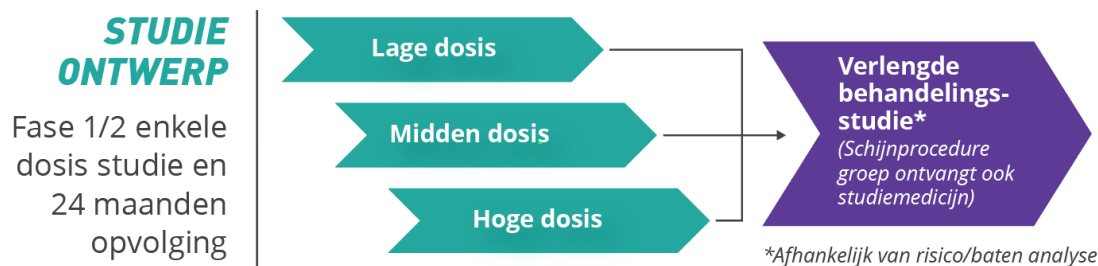 STUDIE
ONTWERP
Fase 1/2 enkele
dosis studie en
24 maanden
opvolging
Lage dosis
Midden dosis
Hoge dosis
Verlengde
behandelings-
studie*
(Schijnprocedure
groep ontvangt ook
studiemedicijn)
*Afhankelijk van risico/baten analyse